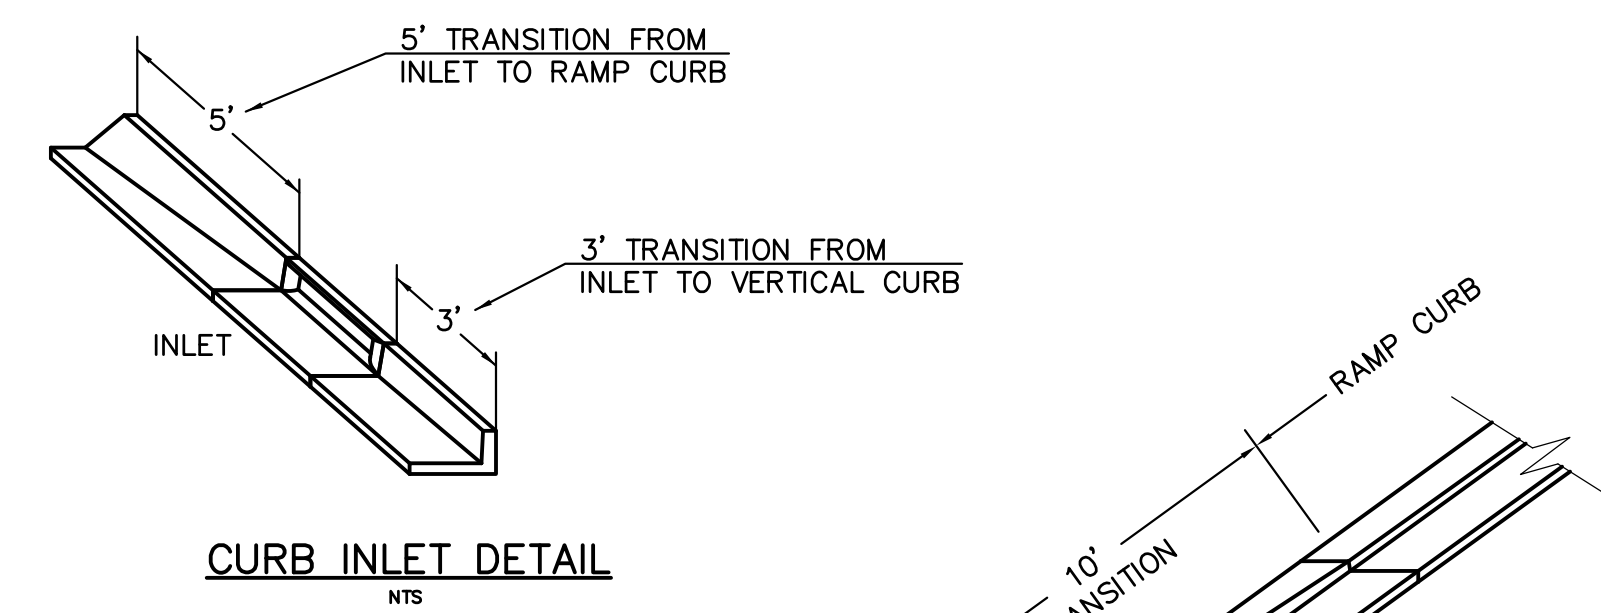 5' TRANSITION FROM
INLET TO RAMP CURB
5'
3' TRANSITION FROM
INLET TO VERTICAL CURB
3'
INLET
RAMP CURB
10'
CURB INLET DETAIL
NTS